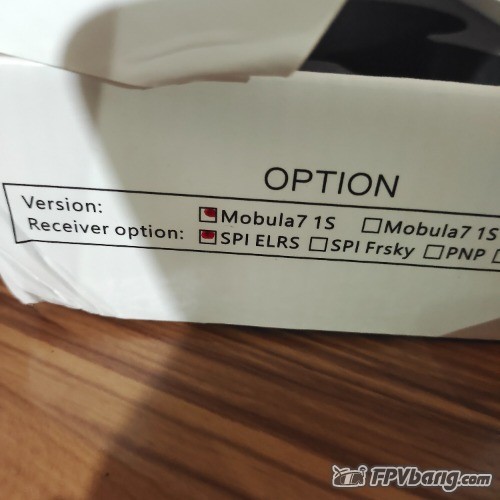 OPTION
Version: Mobula7 1S Mobula7 1S
Receiver option: SPI ELRS SPI Frsky PNP
FPVbang.com